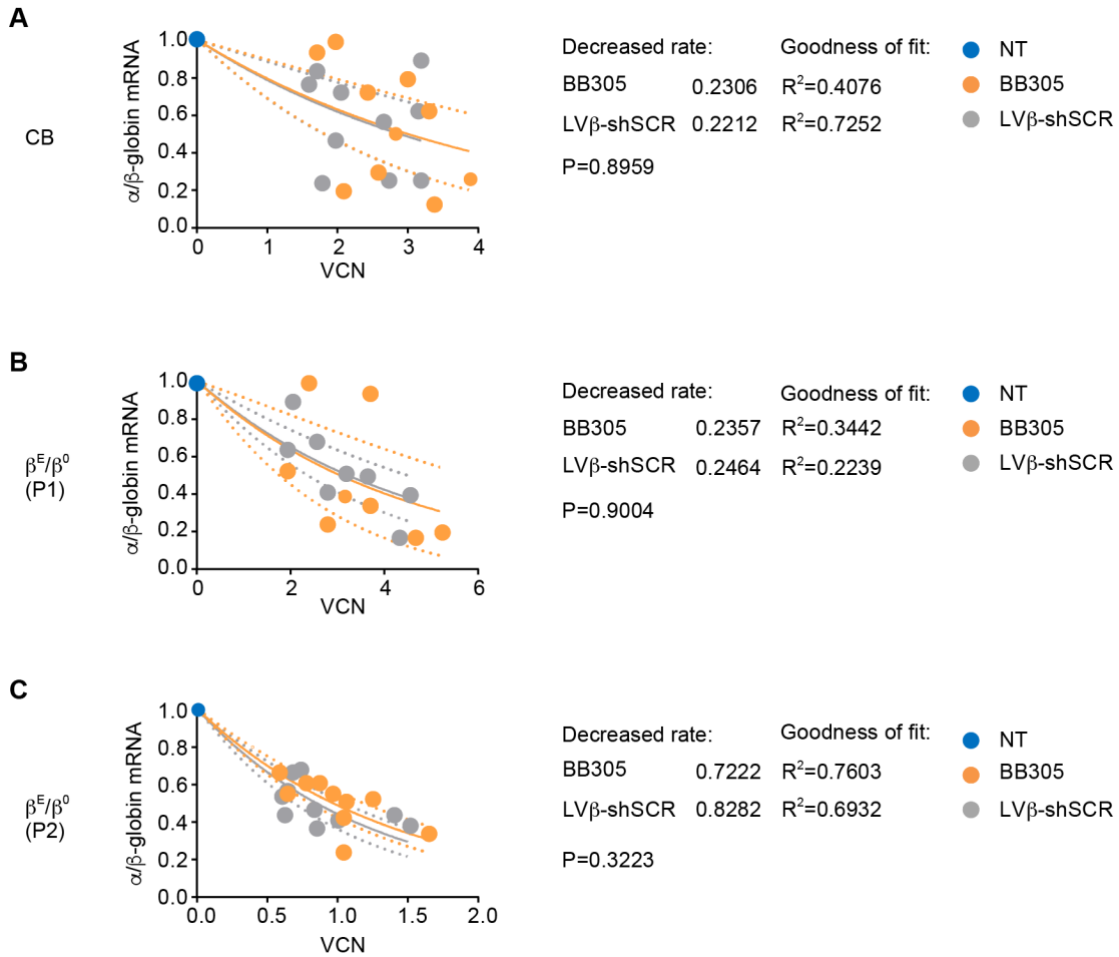 A
CB
α/β-globin mRNA
1.0
0.8
0.6
0.4
0.2
0.0
0 1 2 3 4
VCN
Decreased rate: Goodness of fit:
BB305 0.2306 R²=0.4076
LVβ-shSCR 0.2212 R²=0.7252
P=0.8959
NT
BB305
LVβ-shSCR
B
βᴱ/β⁰
(P1)
α/β-globin mRNA
1.0
0.8
0.6
0.4
0.2
0.0
0 2 4 6
VCN
Decreased rate: Goodness of fit:
BB305 0.2357 R²=0.3442
LVβ-shSCR 0.2464 R²=0.2239
P=0.9004
NT
BB305
LVβ-shSCR
C
βᴱ/β⁰
(P2)
α/β-globin mRNA
1.0
0.8
0.6
0.4
0.2
0.0
0.0 0.5 1.0 1.5 2.0
VCN
Decreased rate: Goodness of fit:
BB305 0.7222 R²=0.7603
LVβ-shSCR 0.8282 R²=0.6932
P=0.3223
NT
BB305
LVβ-shSCR